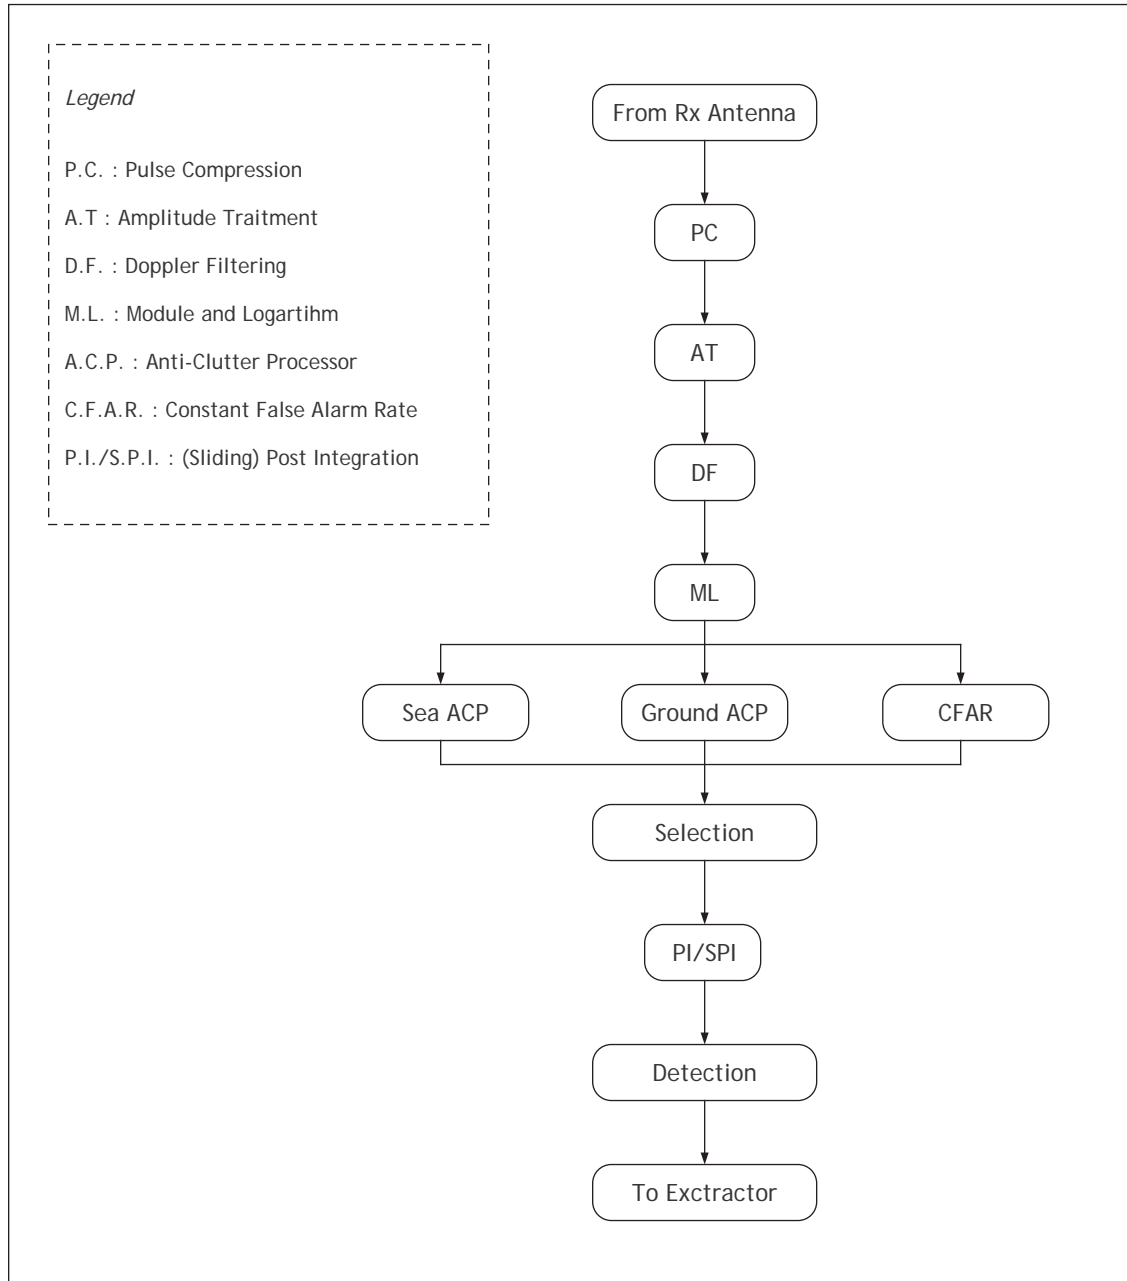 Legend
P.C. : Pulse Compression
A.T : Amplitude Traitment
D.F. : Doppler Filtering
M.L. : Module and Logartihm
A.C.P. : Anti-Clutter Processor
C.F.A.R. : Constant False Alarm Rate
P.I./S.P.I. : (Sliding) Post Integration
From Rx Antenna
PC
AT
DF
ML
Sea ACP
Ground ACP
CFAR
Selection
PI/SPI
Detection
To Exctractor